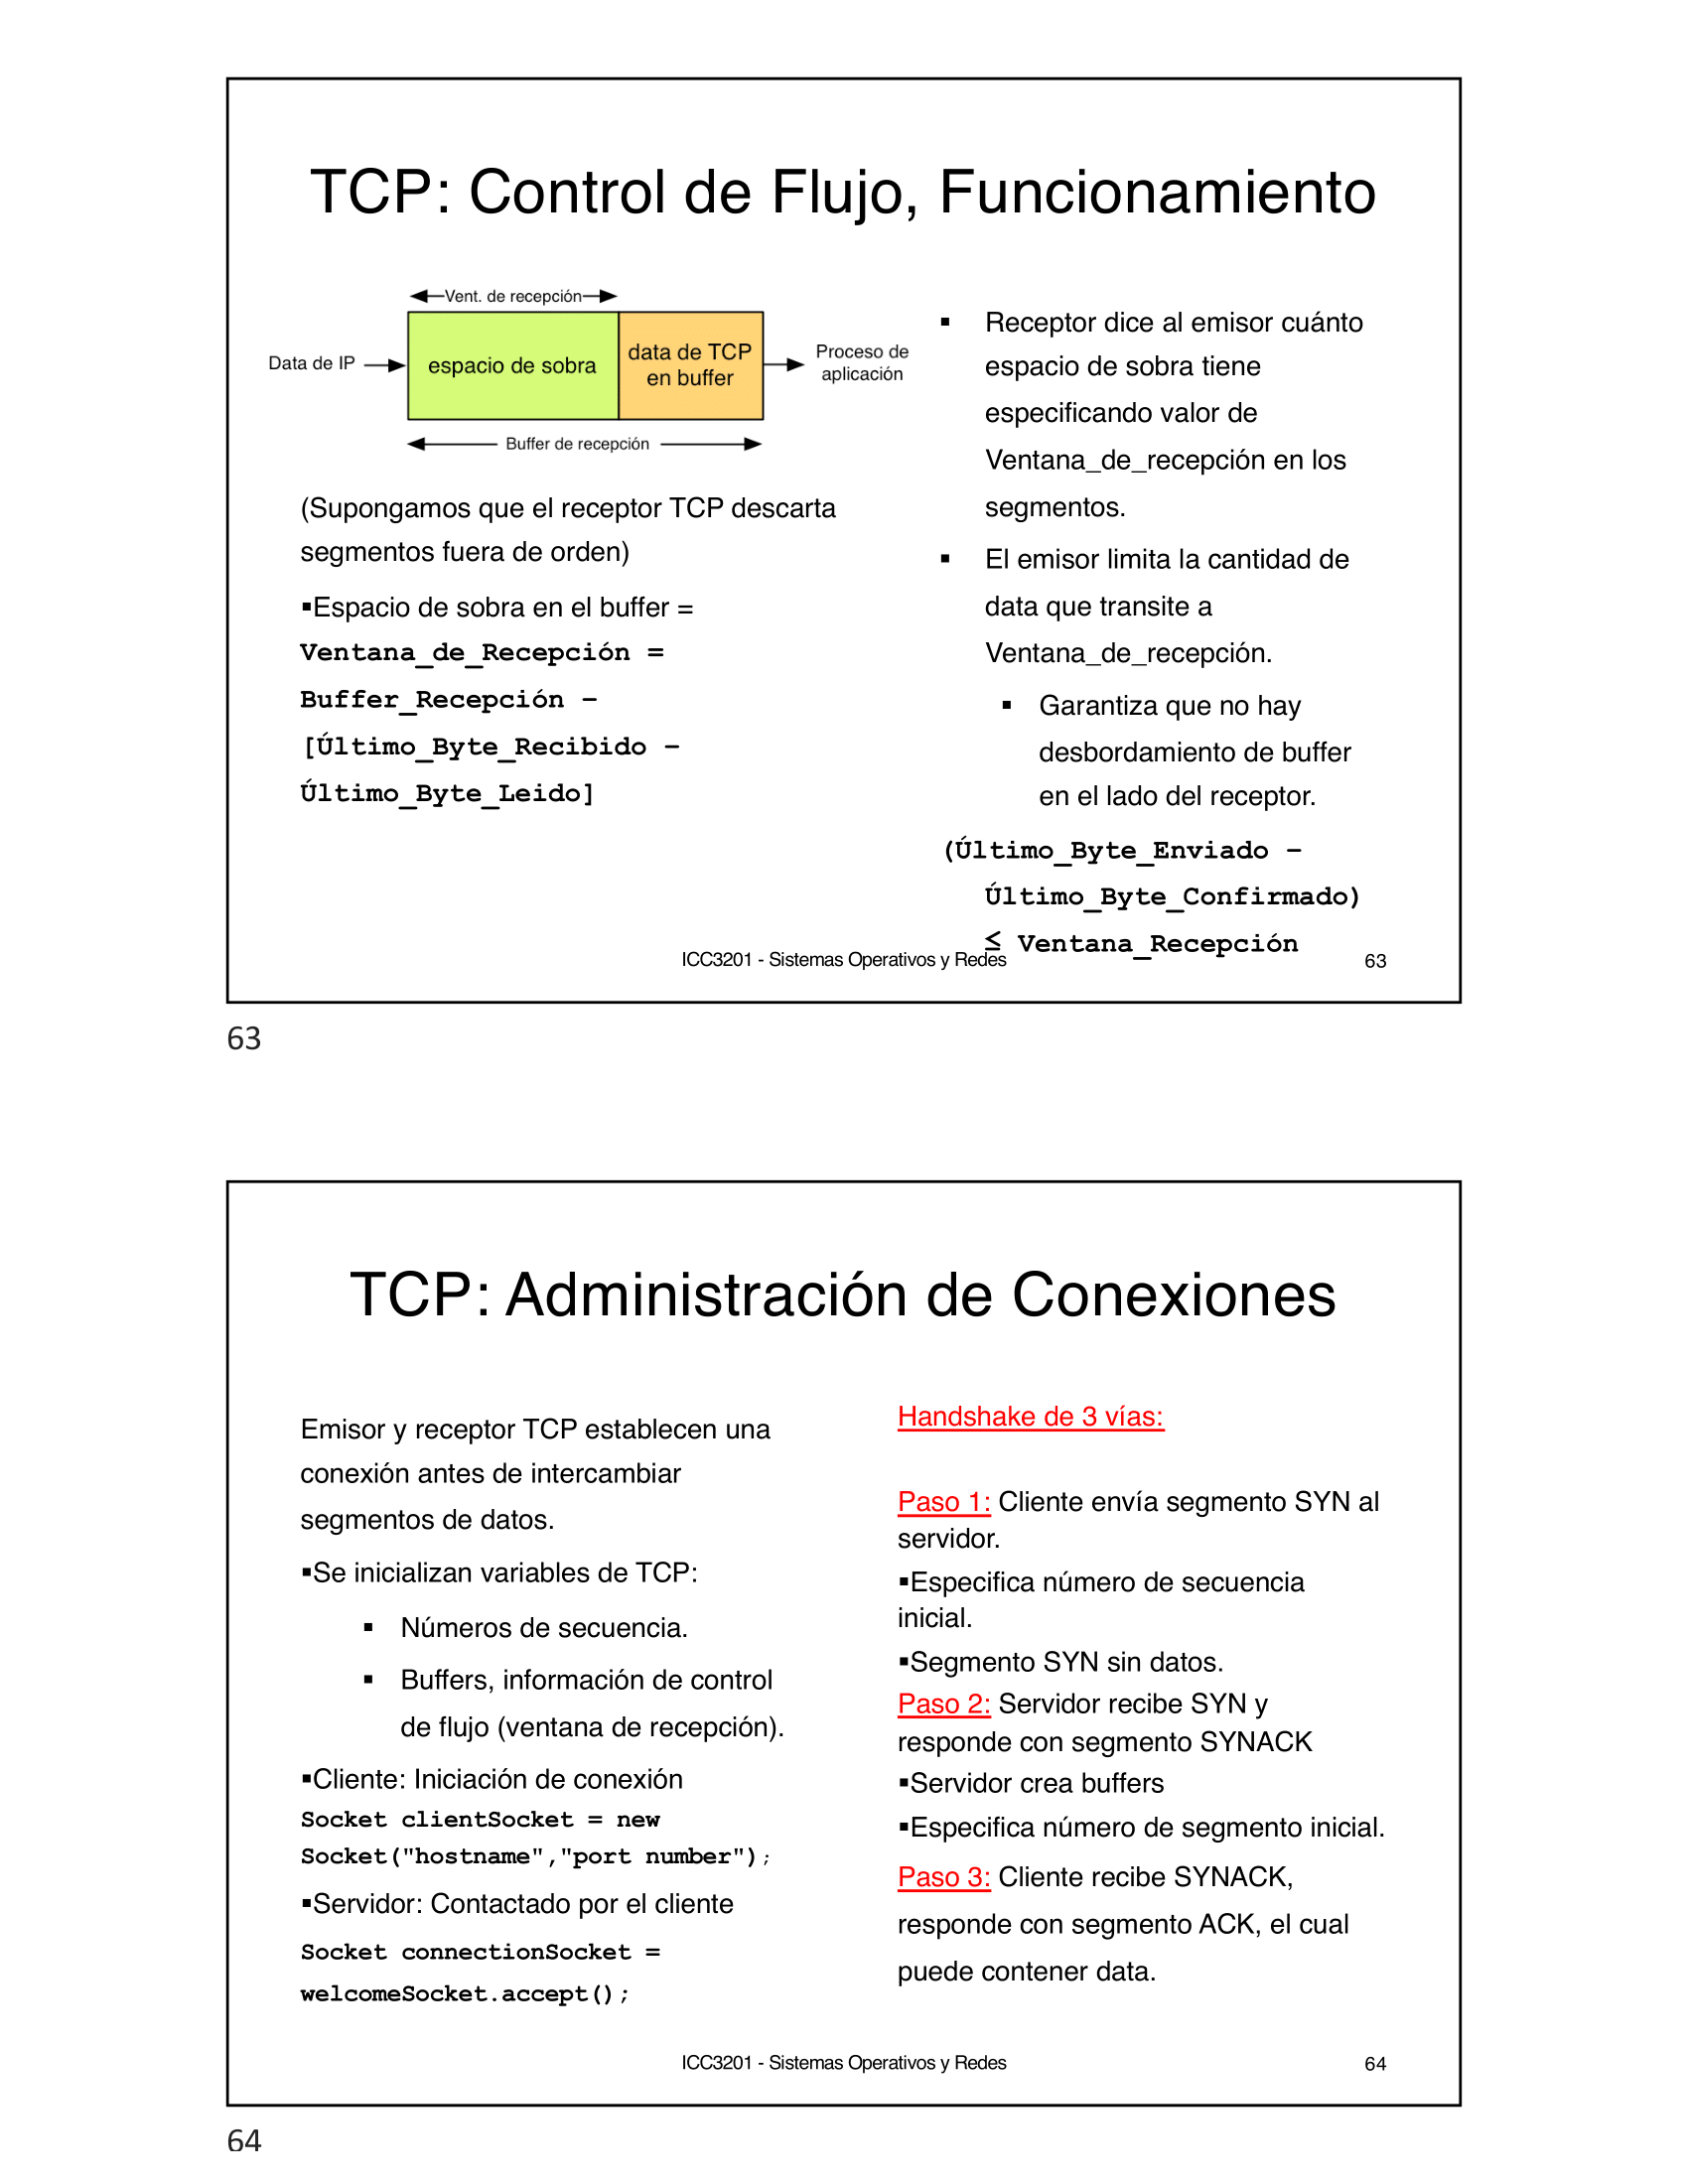 TCP: Control de Flujo, Funcionamiento
Vent. de recepción
Data de IP
espacio de sobra
data de TCP
en buffer
Proceso de
aplicación
Buffer de recepción
(Supongamos que el receptor TCP descarta
segmentos fuera de orden)
▪Espacio de sobra en el buffer =
Ventana_de_Recepción =
Buffer_Recepción –
[Último_Byte_Recibido –
Último_Byte_Leido]
▪ Receptor dice al emisor cuánto
espacio de sobra tiene
especificando valor de
Ventana_de_recepción en los
segmentos.
▪ El emisor limita la cantidad de
data que transite a
Ventana_de_recepción.
▪ Garantiza que no hay
desbordamiento de buffer
en el lado del receptor.
(Último_Byte_Enviado –
Último_Byte_Confirmado)
≤ Ventana_Recepción
ICC3201 - Sistemas Operativos y Redes
63
63
TCP: Administración de Conexiones
Emisor y receptor TCP establecen una
conexión antes de intercambiar
segmentos de datos.
▪Se inicializan variables de TCP:
▪ Números de secuencia.
▪ Buffers, información de control
de flujo (ventana de recepción).
▪Cliente: Iniciación de conexión
Socket clientSocket = new
Socket("hostname","port number");
▪Servidor: Contactado por el cliente
Socket connectionSocket =
welcomeSocket.accept();
Handshake de 3 vías:
Paso 1: Cliente envía segmento SYN al
servidor.
▪Especifica número de secuencia
inicial.
▪Segmento SYN sin datos.
Paso 2: Servidor recibe SYN y
responde con segmento SYNACK
▪Servidor crea buffers
▪Especifica número de segmento inicial.
Paso 3: Cliente recibe SYNACK,
responde con segmento ACK, el cual
puede contener data.
ICC3201 - Sistemas Operativos y Redes
64
64